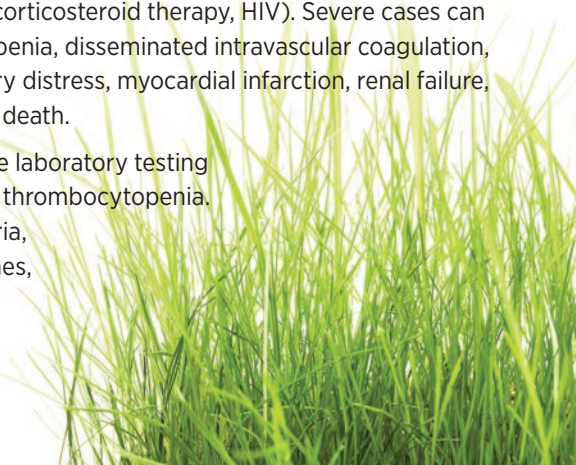 corticosteroid therapy, HIV). Severe cases can
penia, disseminated intravascular coagulation,
ry distress, myocardial infarction, renal failure,
death.
e laboratory testing
thrombocytopenia.
ria,
nes,